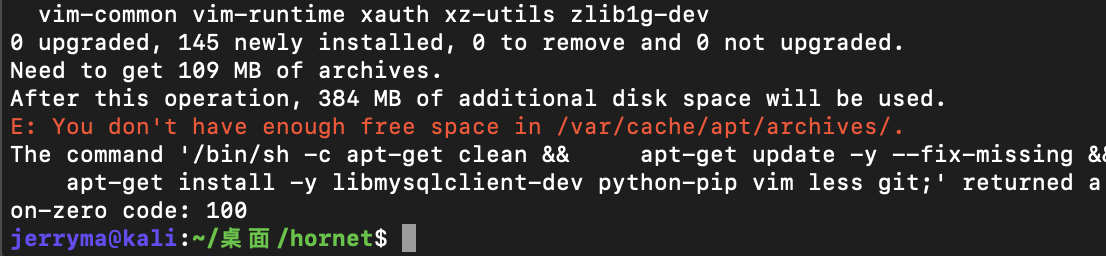 vim-common vim-runtime xauth xz-utils zlib1g-dev
0 upgraded, 145 newly installed, 0 to remove and 0 not upgraded.
Need to get 109 MB of archives.
After this operation, 384 MB of additional disk space will be used.
E: You don't have enough free space in /var/cache/apt/archives/.
The command '/bin/sh -c apt-get clean &&     apt-get update -y --fix-missing &&
    apt-get install -y libmysqlclient-dev python-pip vim less git;' returned a
on-zero code: 100
jerryma@kali:~/桌面/hornet$